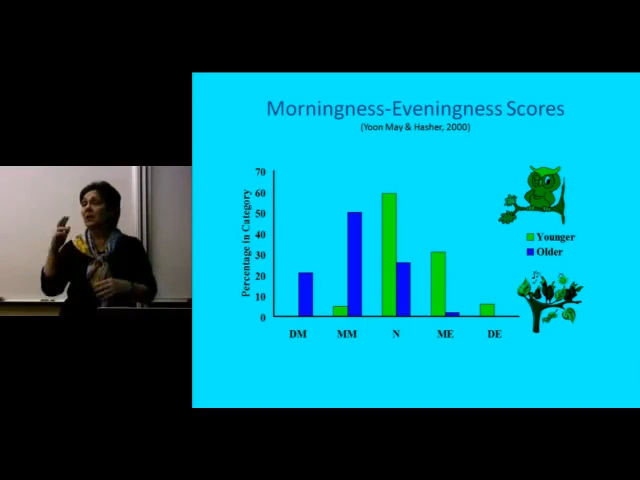 Morningness-Eveningness Scores
(Yoon May & Hasher, 2000)
Percentage in Category
70
60
50
40
30
20
10
0
DM MM N ME DE
Younger
Older